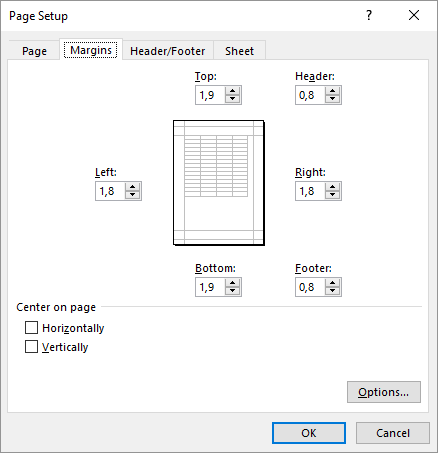 Page Setup ? ×
Page Margins Header/Footer Sheet
Top: Header:
1,9 0,8
Left: Right:
1,8 1,8
Bottom: Footer:
1,9 0,8
Center on page
Horizontally
Vertically
Options...
OK Cancel